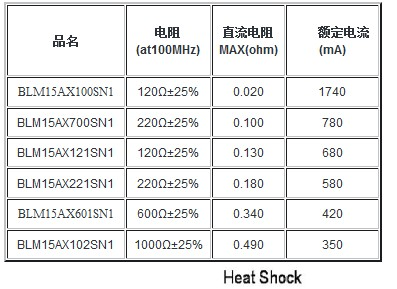 品名 电阻 直流电阻 额定电流
(at100MHz) MAX(ohm) (mA)
BLM15AX100SN1 120Ω±25% 0.020 1740
BLM15AX700SN1 220Ω±25% 0.100 780
BLM15AX121SN1 120Ω±25% 0.130 680
BLM15AX221SN1 220Ω±25% 0.180 580
BLM15AX601SN1 600Ω±25% 0.340 420
BLM15AX102SN1 1000Ω±25% 0.490 350
Heat Shock